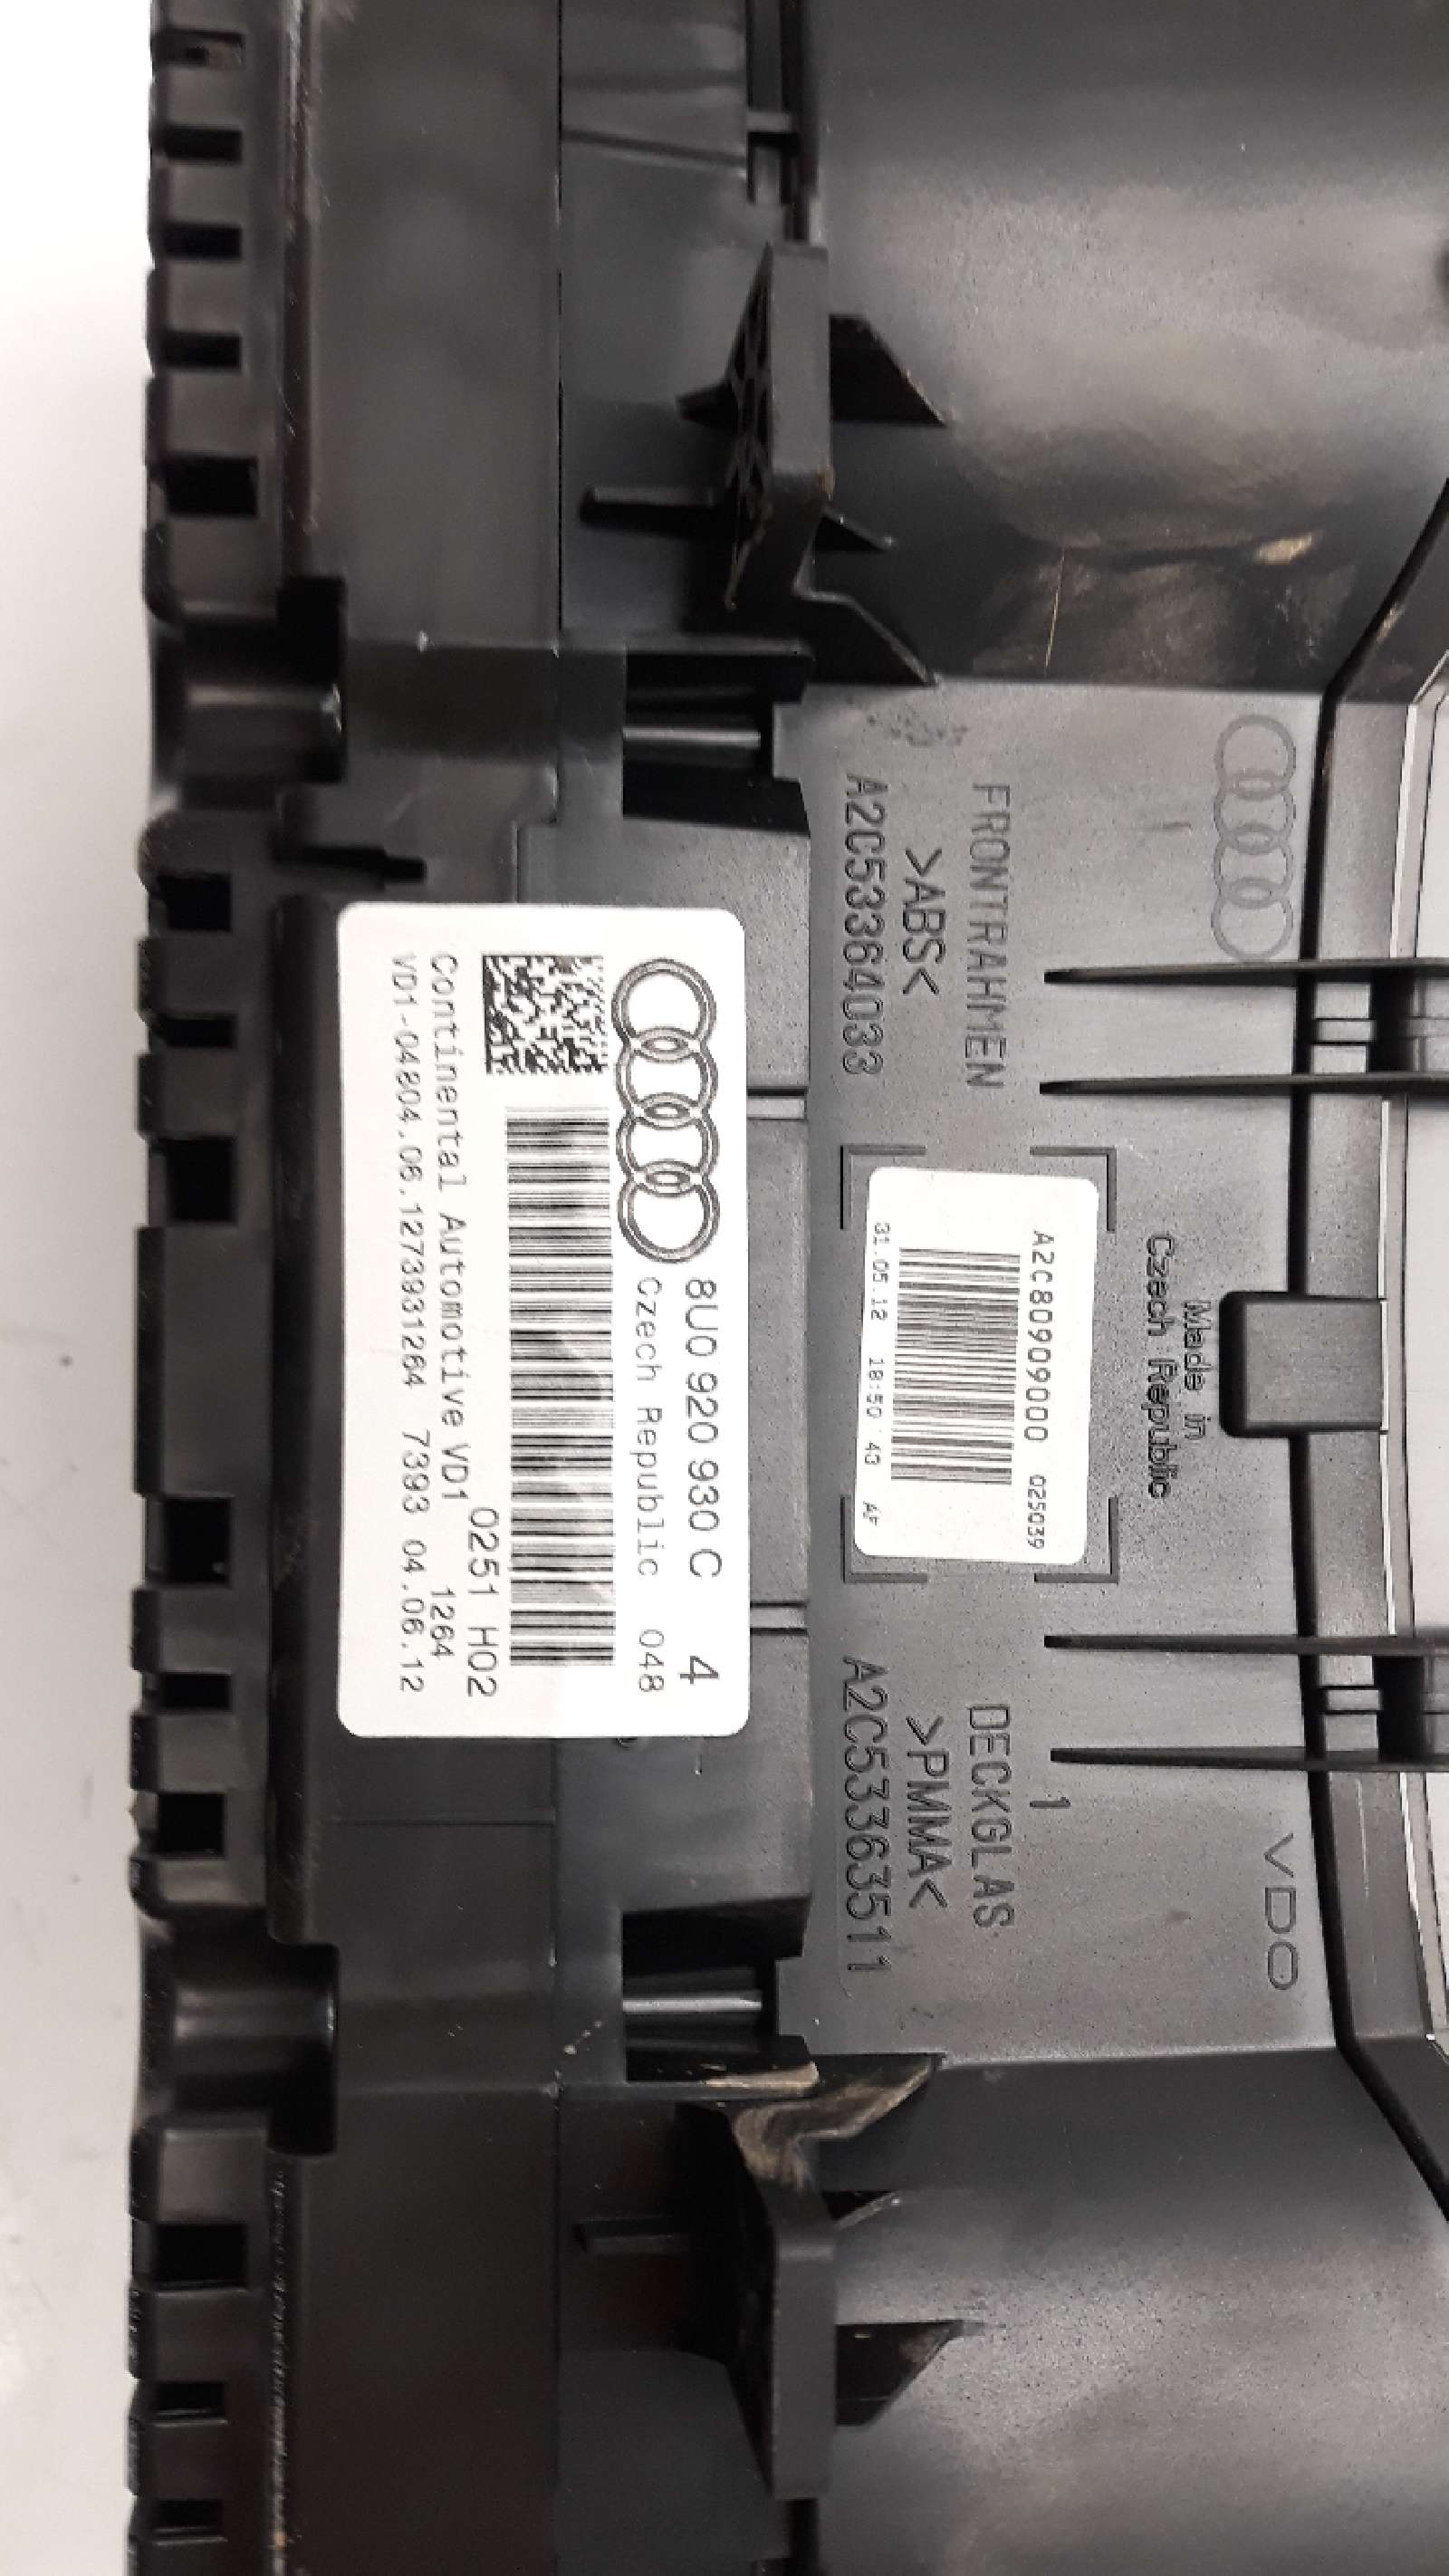 8U0 920 930 C 4
Czech Republic 048
0251 H02
Continental Automotive VD1 1264
VD1-04804.06.1273931264 7393 04.06.12
Made in
Czech Republic
A2C80909000 025039
31.05.12 18:50 43 AF
FRONTRAHMEN
>ABS<
A2C53364033
1
DECKGLAS
>PMMA<
A2C53363511
VDO